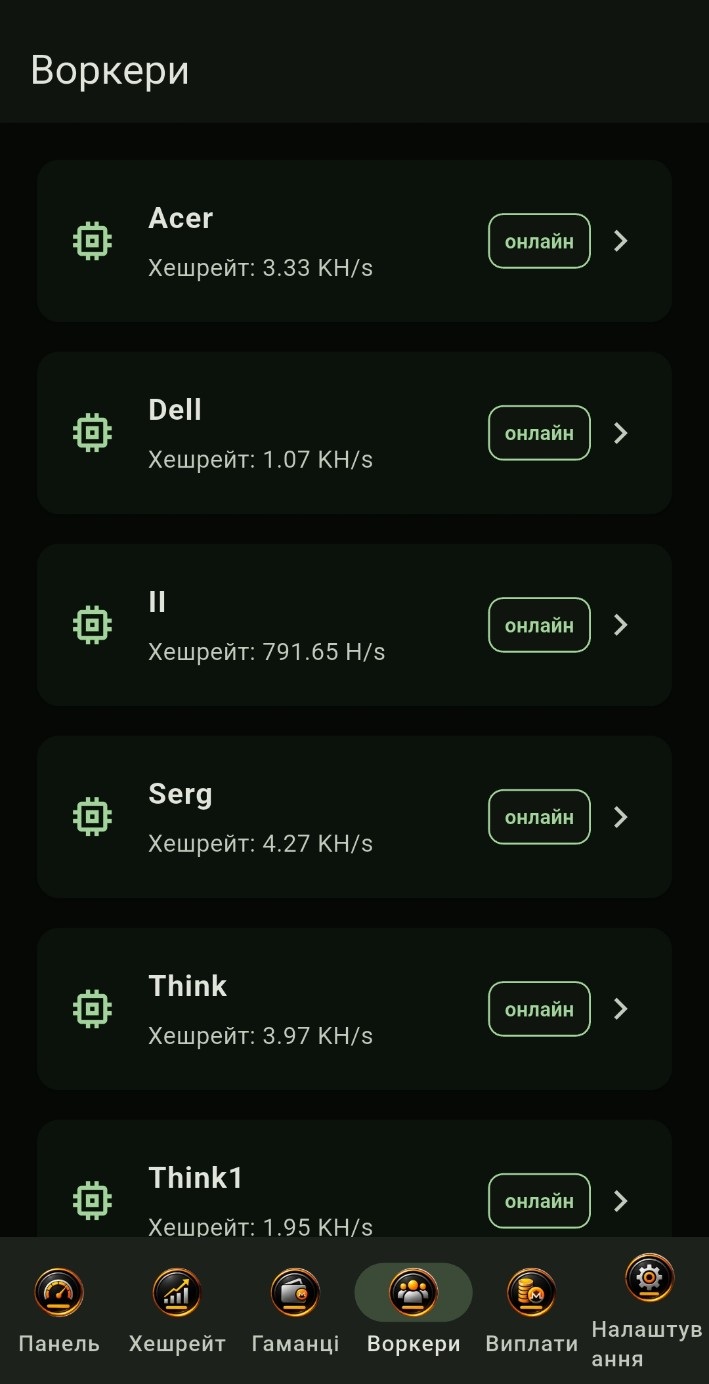 Воркери
Acer
Хешрейт: 3.33 KH/s
онлайн
Dell
Хешрейт: 1.07 KH/s
онлайн
II
Хешрейт: 791.65 H/s
онлайн
Serg
Хешрейт: 4.27 KH/s
онлайн
Think
Хешрейт: 3.97 KH/s
онлайн
Think1
Хешрейт: 1.95 KH/s
онлайн
Панель
Хешрейт
Гаманці
Воркери
Виплати
Налаштув
ання